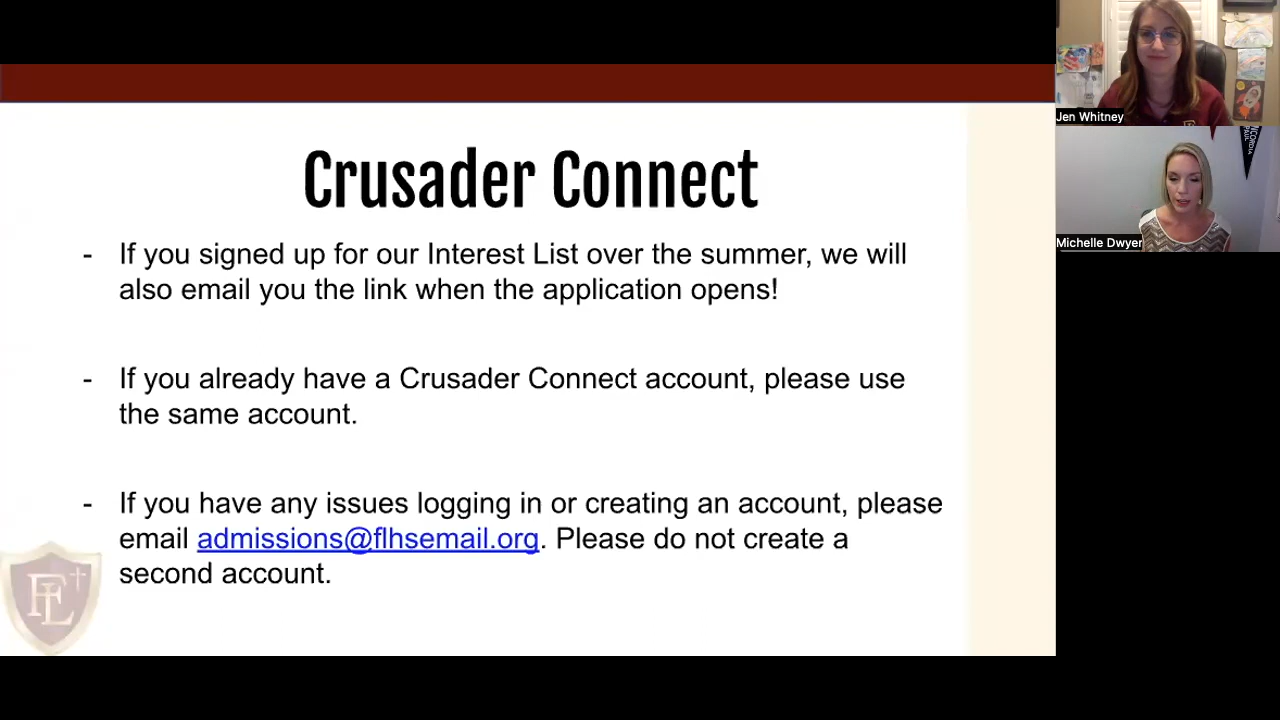 Crusader Connect
- If you signed up for our Interest List over the summer, we will
also email you the link when the application opens!
- If you already have a Crusader Connect account, please use
the same account.
- If you have any issues logging in or creating an account, please
email admissions@flhsemail.org. Please do not create a
second account.
FL
Jen Whitney
Michelle Dwyer